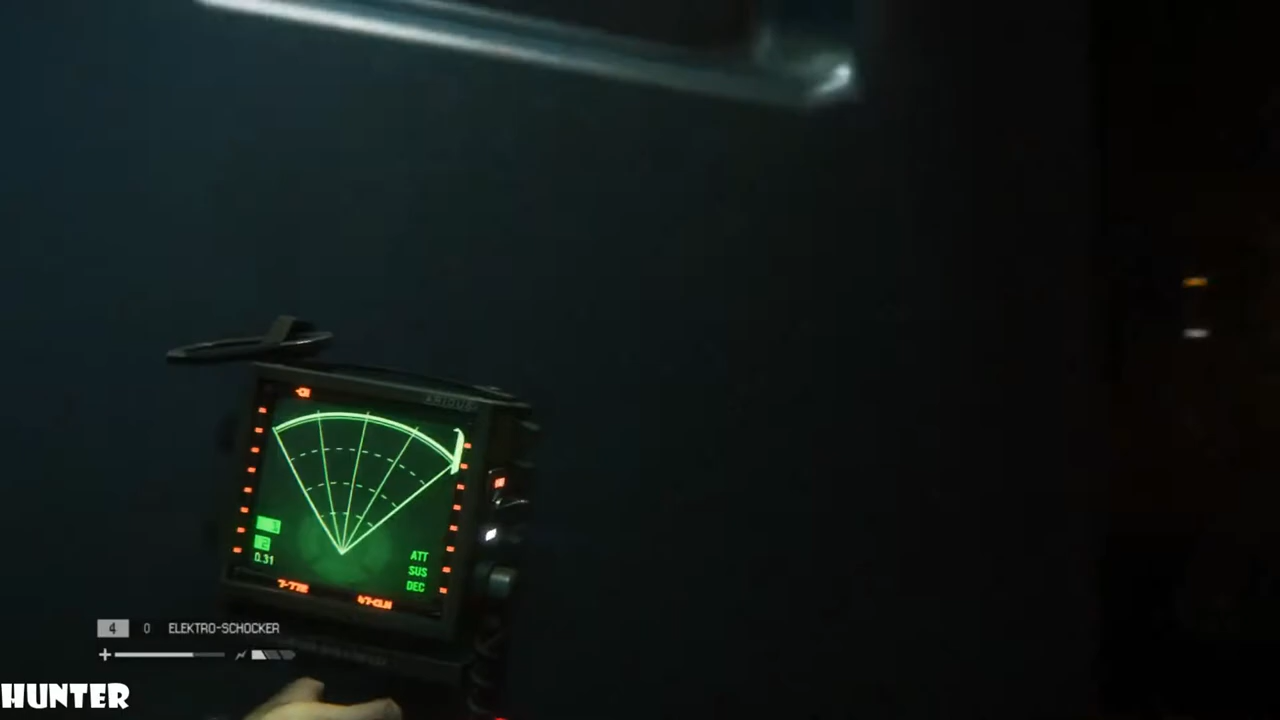 ATT
SUS
DEC
0.31
4 0 ELEKTRO-SCHOCKER
HUNTER